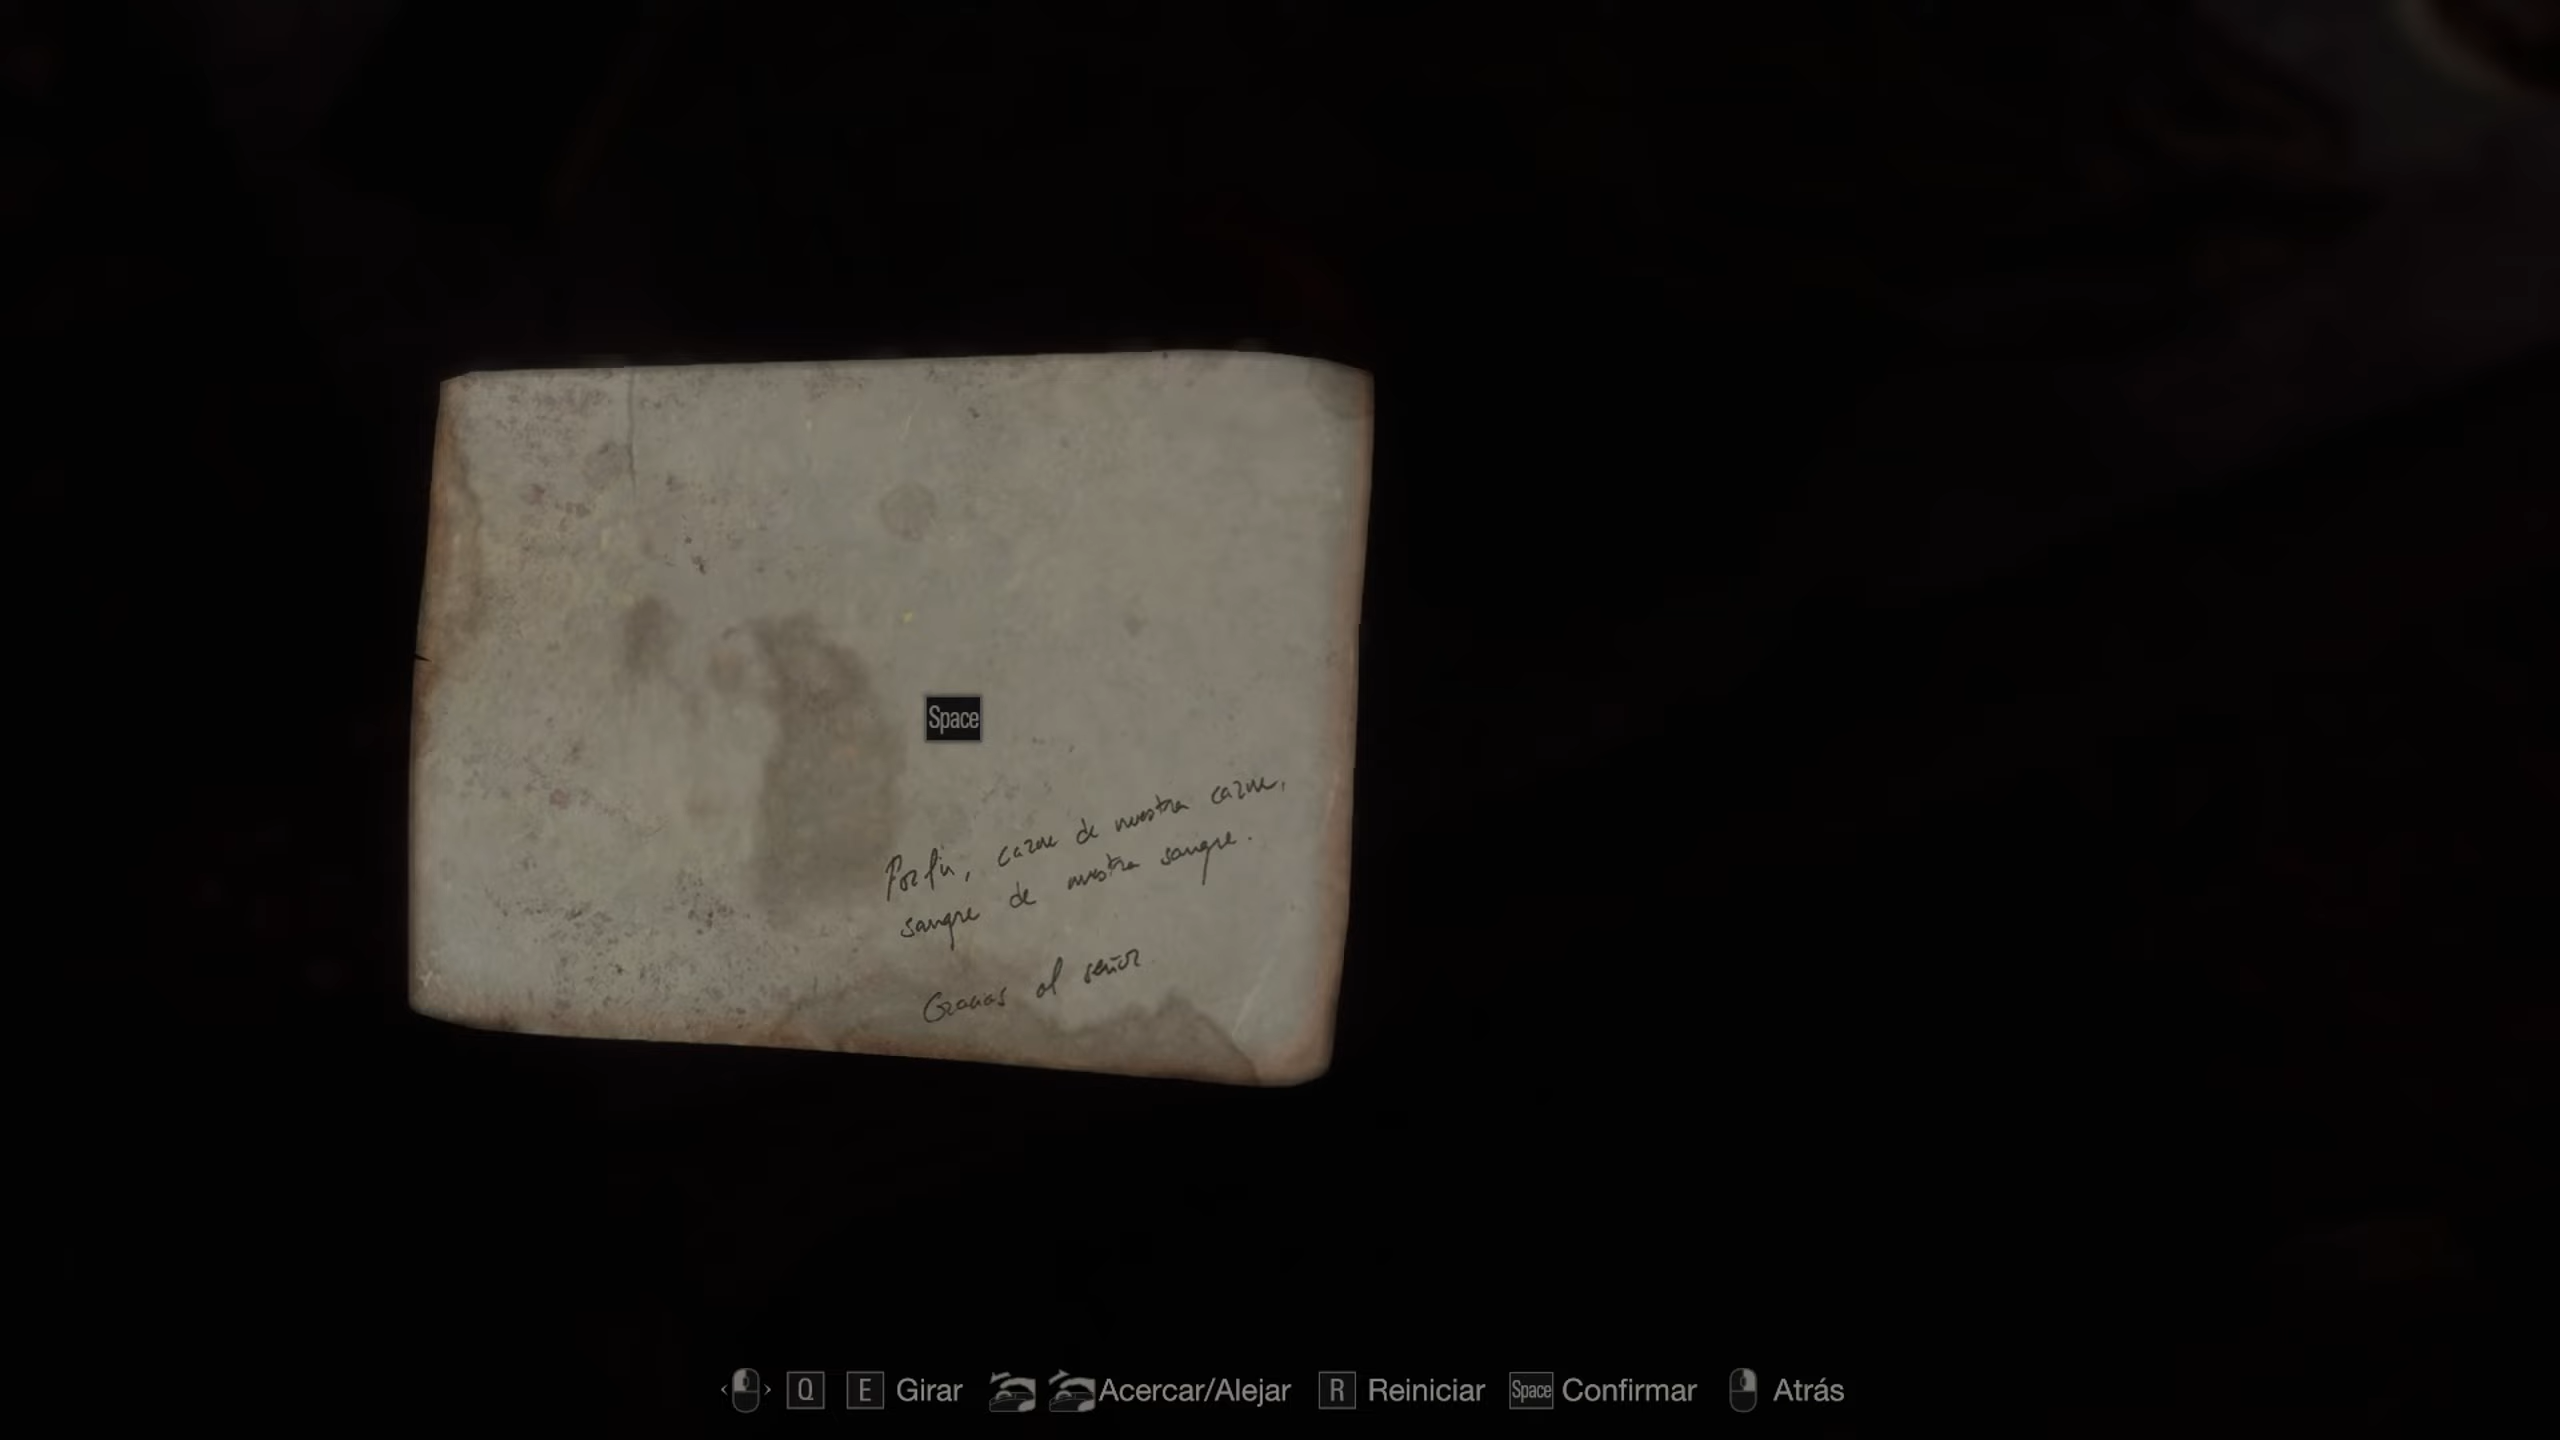 Space
Por fin, carne de nuestra carne,
sangre de nuestra sangre.
Gracias al señor
Q E Girar Acercar/Alejar R Reiniciar Space Confirmar Atrás